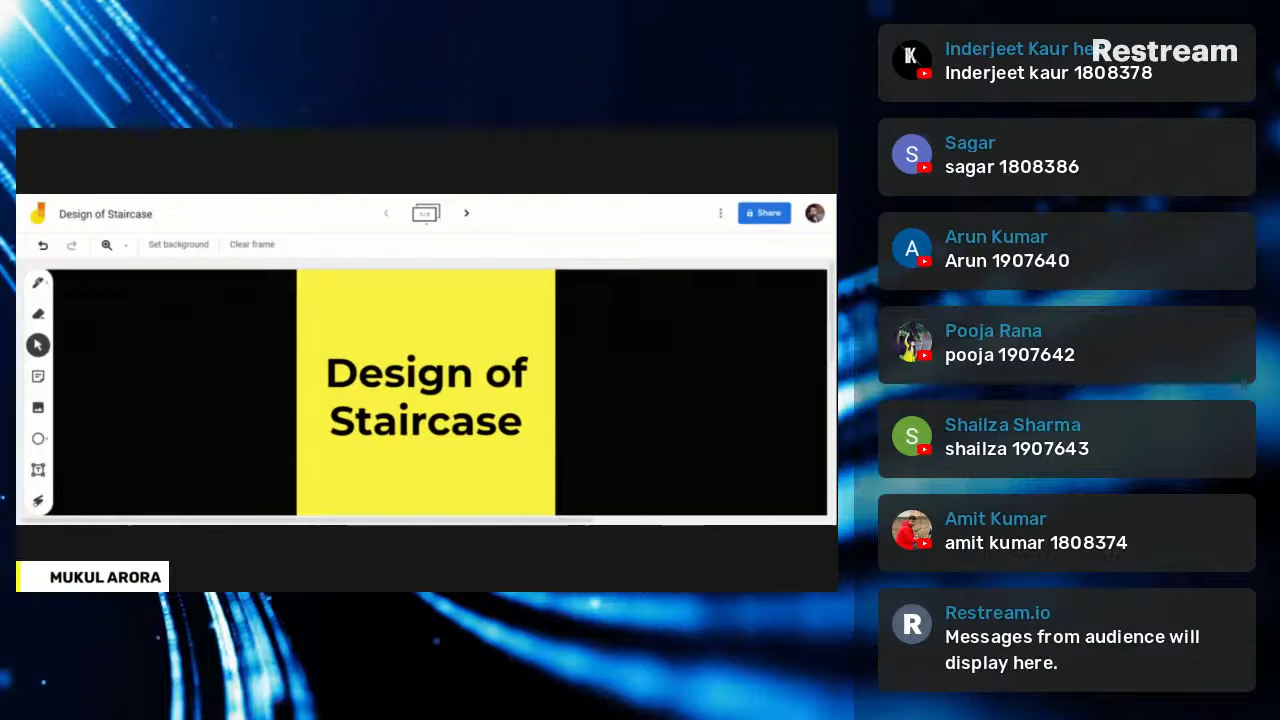 Design of Staircase
Share
Set background
Clear frame
Design of
Staircase
MUKUL ARORA
Restream
Inderjeet Kaur he
Inderjeet kaur 1808378
Sagar
sagar 1808386
Arun Kumar
Arun 1907640
Pooja Rana
pooja 1907642
Shailza Sharma
shailza 1907643
Amit Kumar
amit kumar 1808374
Restream.io
Messages from audience will
display here.